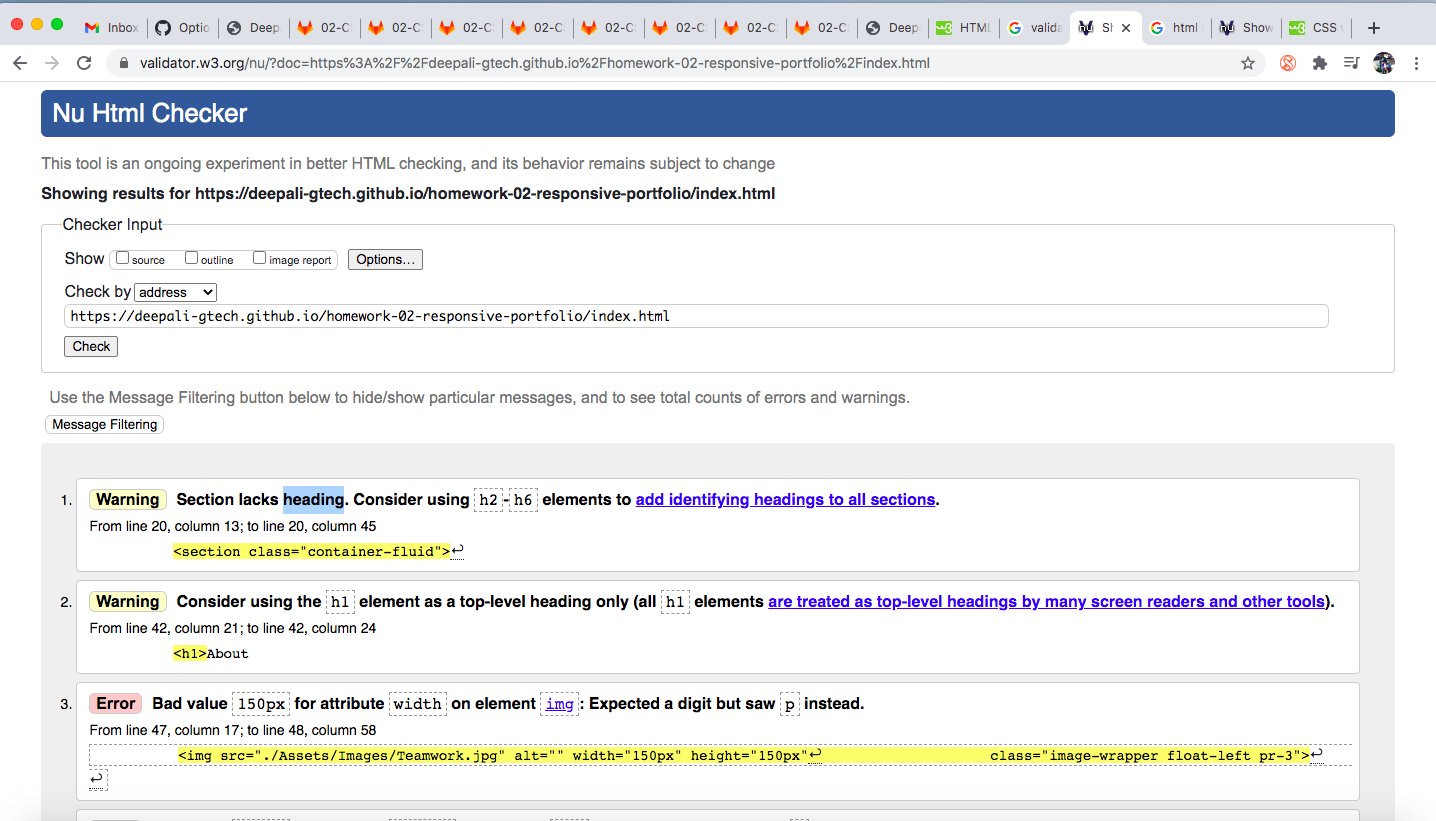 Inbox Optio Deep 02-C 02-C 02-C 02-C 02-C 02-C 02-C 02-C Deep HTML valida Sh html Show CSS
validator.w3.org/nu/?doc=https%3A%2F%2Fdeepali-gtech.github.io%2Fhomework-02-responsive-portfolio%2Findex.html
Nu Html Checker
This tool is an ongoing experiment in better HTML checking, and its behavior remains subject to change
Showing results for https://deepali-gtech.github.io/homework-02-responsive-portfolio/index.html
Checker Input
Show source outline image report Options...
Check by address
https://deepali-gtech.github.io/homework-02-responsive-portfolio/index.html
Check
Use the Message Filtering button below to hide/show particular messages, and to see total counts of errors and warnings.
Message Filtering
1. Warning Section lacks heading. Consider using h2-h6 elements to add identifying headings to all sections.
From line 20, column 13; to line 20, column 45
<section class="container-fluid">↩
2. Warning Consider using the h1 element as a top-level heading only (all h1 elements are treated as top-level headings by many screen readers and other tools).
From line 42, column 21; to line 42, column 24
<h1>About
3. Error Bad value 150px for attribute width on element img: Expected a digit but saw p instead.
From line 47, column 17; to line 48, column 58
<img src="./Assets/Images/Teamwork.jpg" alt="" width="150px" height="150px"↩ class="image-wrapper float-left pr-3">↩
↩